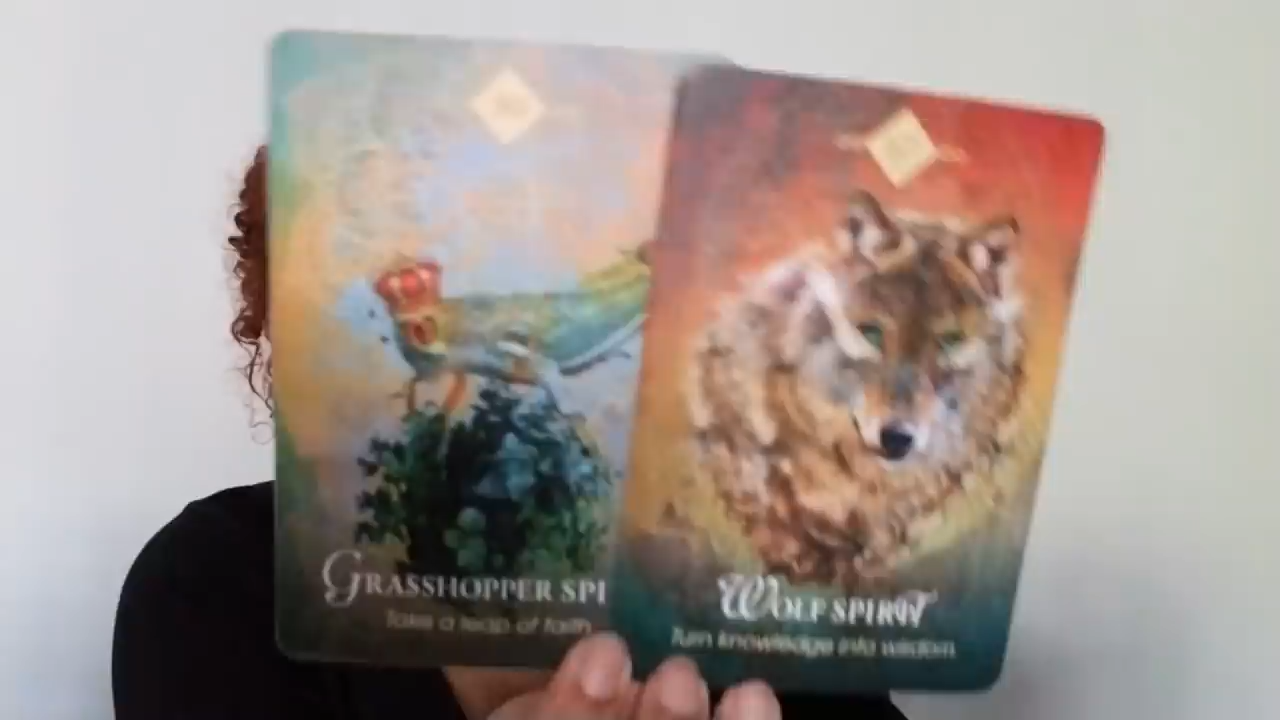 GRASSHOPPER SPI
Take a leap of faith
WOLF SPIRIT
Turn knowledge into wisdom